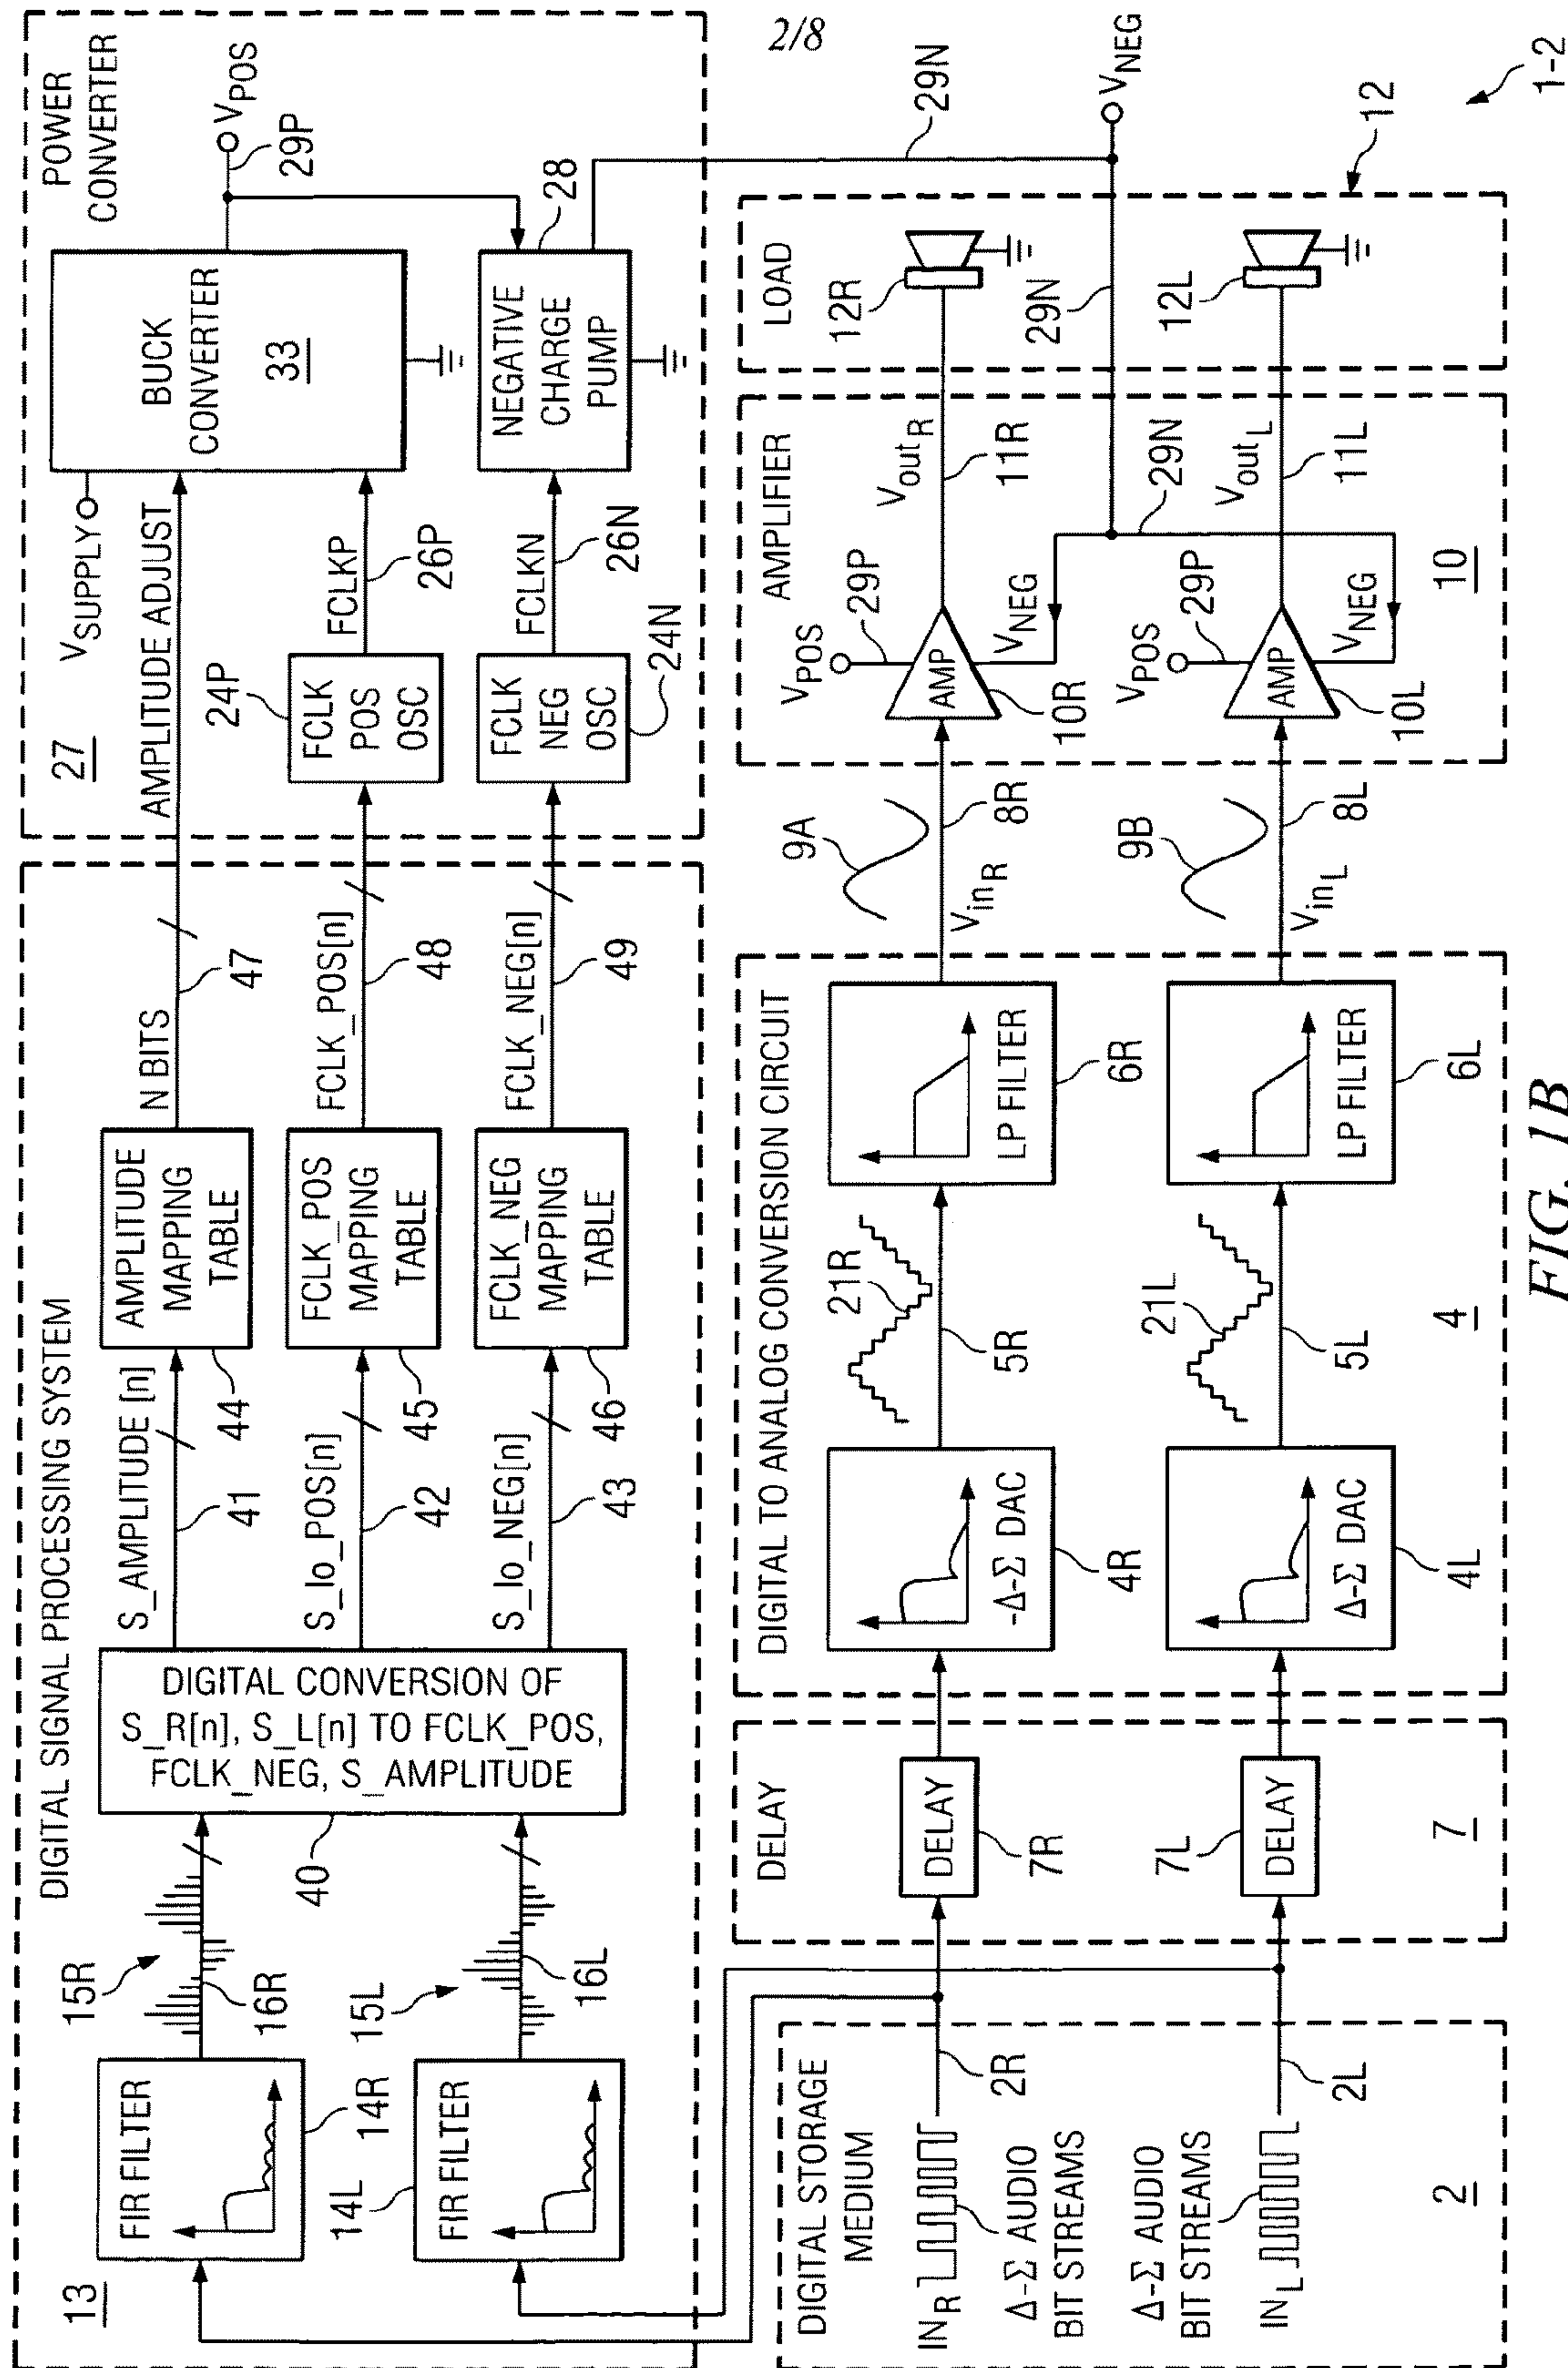 2/8
DIGITAL SIGNAL PROCESSING SYSTEM
13
FIR FILTER
14R
FIR FILTER
14L
15R
16R
15L
16L
DIGITAL CONVERSION OF
S_R[n], S_L[n] TO FCLK_POS,
FCLK_NEG, S_AMPLITUDE
40
S_AMPLITUDE [n]
41
S_Io_POS[n]
42
S_Io_NEG[n]
43
AMPLITUDE
MAPPING
TABLE
44
FCLK_POS
MAPPING
TABLE
45
FCLK_NEG
MAPPING
TABLE
46
N BITS
47
FCLK_POS[n]
48
FCLK_NEG[n]
49
POWER
CONVERTER
27
VSUPPLY
AMPLITUDE ADJUST
24P
FCLK
POS
OSC
FCLKP
26P
FCLK
NEG
OSC
24N
FCLKN
26N
BUCK
CONVERTER
33
NEGATIVE
CHARGE
PUMP
28
VPOS
29P
29N
VNEG
DIGITAL STORAGE
MEDIUM
INR
2R
Δ-Σ AUDIO
BIT STREAMS
Δ-Σ AUDIO
BIT STREAMS
INL
2L
2
DELAY
DELAY
7R
7L
DELAY
7
DIGITAL TO ANALOG CONVERSION CIRCUIT
-Δ-Σ DAC
4R
21R
5R
LP FILTER
6R
Δ-Σ DAC
4L
21L
5L
LP FILTER
6L
4
9A
VinR
8R
9B
VinL
8L
AMPLIFIER
VPOS
29P
AMP
10R
VNEG
VoutR
11R
VPOS
29P
AMP
10L
VNEG
29N
VoutL
11L
10
LOAD
12R
29N
12L
12
1-2
FIG. 1B